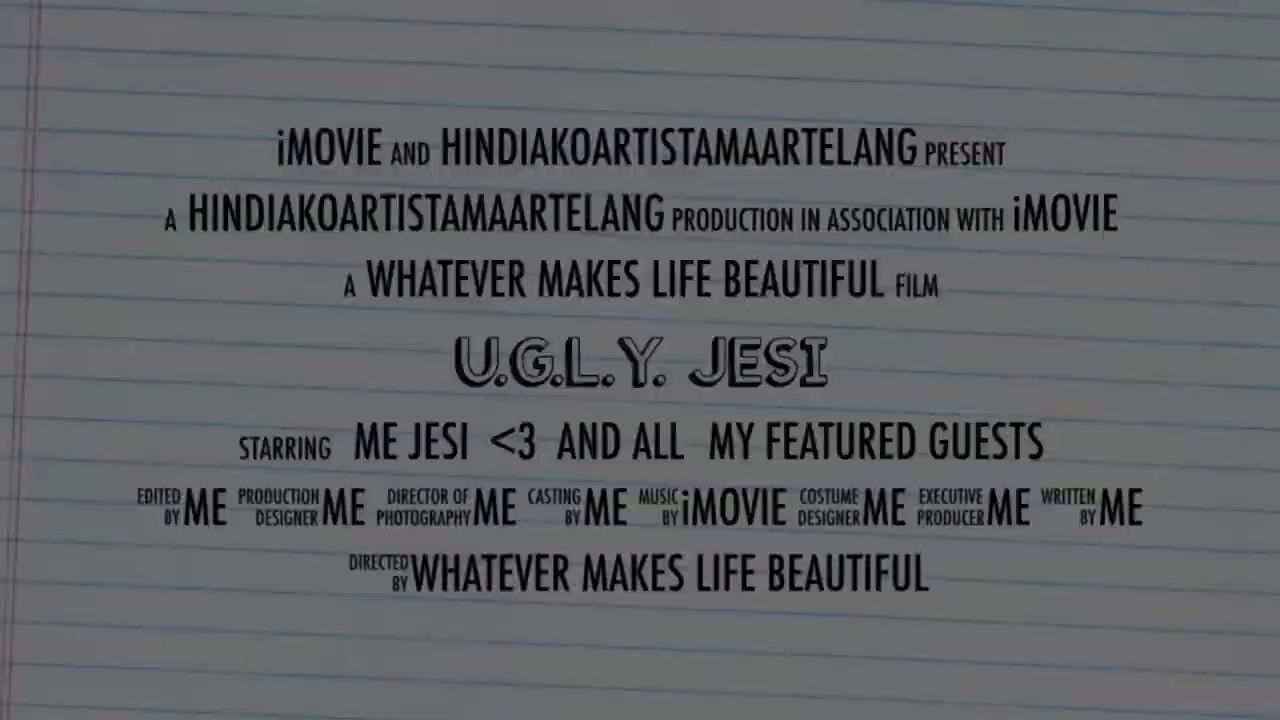 iMOVIE AND HINDIAKOARTISTAMAARTELANG PRESENT
A HINDIAKOARTISTAMAARTELANG PRODUCTION IN ASSOCIATION WITH iMOVIE
A WHATEVER MAKES LIFE BEAUTIFUL FILM
U.G.L.Y. JESI
STARRING ME JESI <3 AND ALL MY FEATURED GUESTS
EDITED BY ME PRODUCTION DESIGNER ME DIRECTOR OF PHOTOGRAPHY ME CASTING BY ME MUSIC BY iMOVIE COSTUME DESIGNER ME EXECUTIVE PRODUCER ME WRITTEN BY ME
DIRECTED BY WHATEVER MAKES LIFE BEAUTIFUL